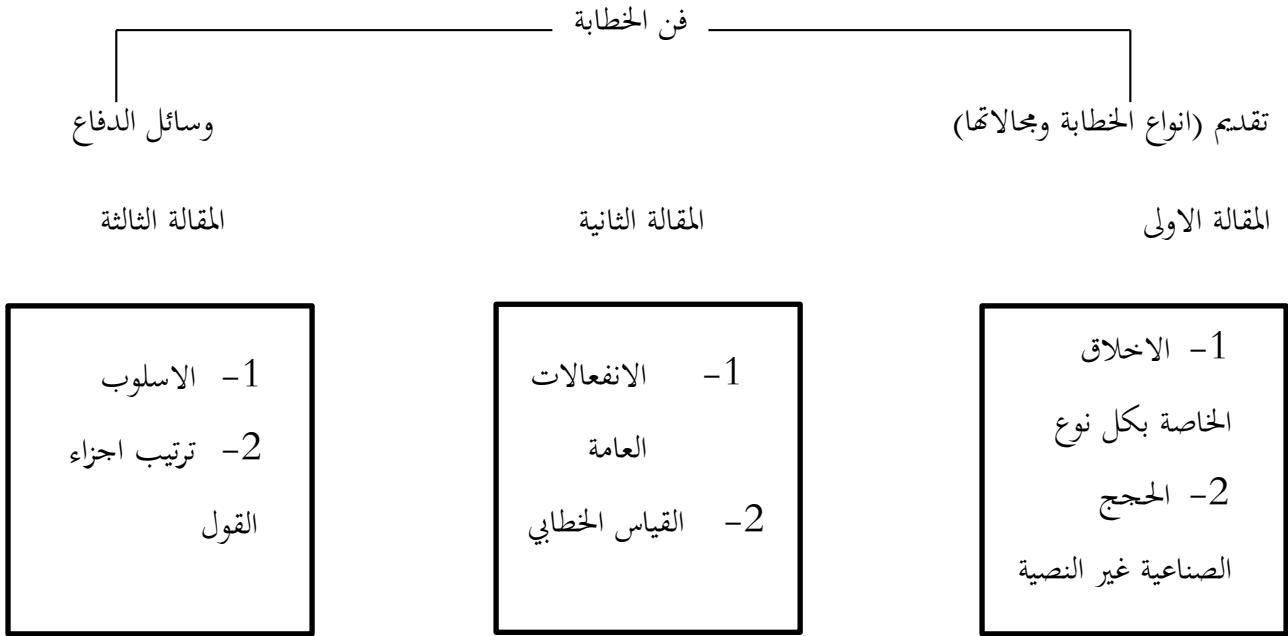 فن الخطابة
تقديم (انواع الخطابة ومجالاتها)
وسائل الدفاع
المقالة الاولى
المقالة الثانية
المقالة الثالثة
1- الاخلاق
الخاصة بكل نوع
2- الحجج
الصناعية غير النصية
1- الانفعالات
العامة
2- القياس الخطابي
1- الاسلوب
2- ترتيب اجزاء
القول